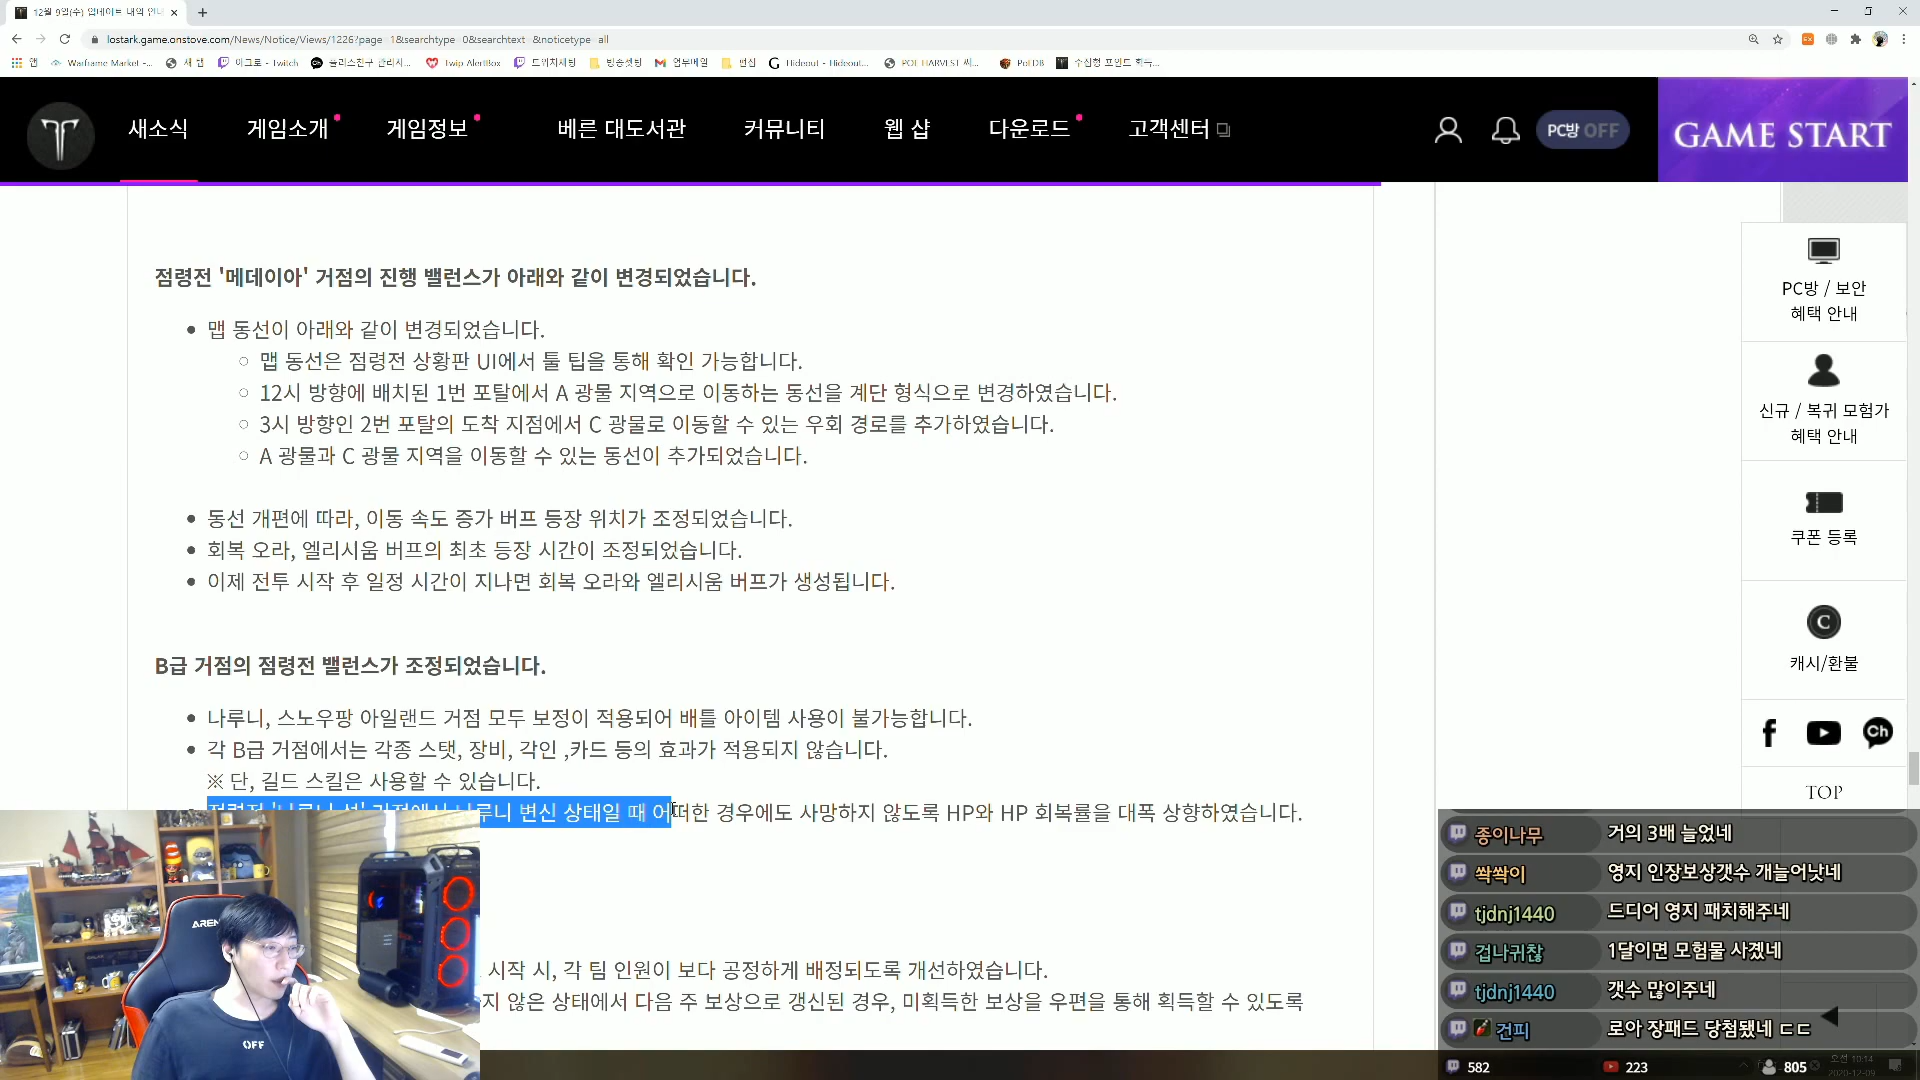 12월 9일(수) 업데이트 내역 안내
lostark.game.onstove.com/News/Notice/Views/1226?page 1&searchtype 0&searchtext &noticetype all
앱
Warframe Market -...
새 탭
이그로 - Twitch
플러스친구 관리자...
Twip AlertBox
트위치세팅
방송셋팅
업무메일
편집
Hideout - Hideout...
POE HARVEST 씨...
PoEDB
수집형 포인트 획득...
새소식
게임소개
게임정보
베른 대도서관
커뮤니티
웹 샵
다운로드
고객센터
PC방 OFF
GAME START
점령전 '메데이아' 거점의 진행 밸런스가 아래와 같이 변경되었습니다.
맵 동선이 아래와 같이 변경되었습니다.
맵 동선은 점령전 상황판 UI에서 툴 팁을 통해 확인 가능합니다.
12시 방향에 배치된 1번 포탈에서 A 광물 지역으로 이동하는 동선을 계단 형식으로 변경하였습니다.
3시 방향인 2번 포탈의 도착 지점에서 C 광물로 이동할 수 있는 우회 경로를 추가하였습니다.
A 광물과 C 광물 지역을 이동할 수 있는 동선이 추가되었습니다.
동선 개편에 따라, 이동 속도 증가 버프 등장 위치가 조정되었습니다.
회복 오라, 엘리시움 버프의 최초 등장 시간이 조정되었습니다.
이제 전투 시작 후 일정 시간이 지나면 회복 오라와 엘리시움 버프가 생성됩니다.
B급 거점의 점령전 밸런스가 조정되었습니다.
나루니, 스노우팡 아일랜드 거점 모두 보정이 적용되어 배틀 아이템 사용이 불가능합니다.
각 B급 거점에서는 각종 스탯, 장비, 각인 ,카드 등의 효과가 적용되지 않습니다.
※ 단, 길드 스킬은 사용할 수 있습니다.
점령전 '나루니 섬' 거점에서 나루니 변신 상태일 때 어떠한 경우에도 사망하지 않도록 HP와 HP 회복률을 대폭 상향하였습니다.
시작 시, 각 팀 인원이 보다 공정하게 배정되도록 개선하였습니다.
지 않은 상태에서 다음 주 보상으로 갱신된 경우, 미획득한 보상을 우편을 통해 획득할 수 있도록
PC방 / 보안
혜택 안내
신규 / 복귀 모험가
혜택 안내
쿠폰 등록
C
캐시/환불
f
Ch
TOP
종이나무 거의 3배 늘었네
쏵쏵이 영지 인장보상갯수 개늘어낫네
tjdnj1440 드디어 영지 패치해주네
겁나귀찮 1달이면 모험물 사겠네
tjdnj1440 갯수 많이주네
건피 로아 장패드 당첨됐네 ㄷㄷ
582
223
805
오전 10:14
2020-12-09
AREN
OFF